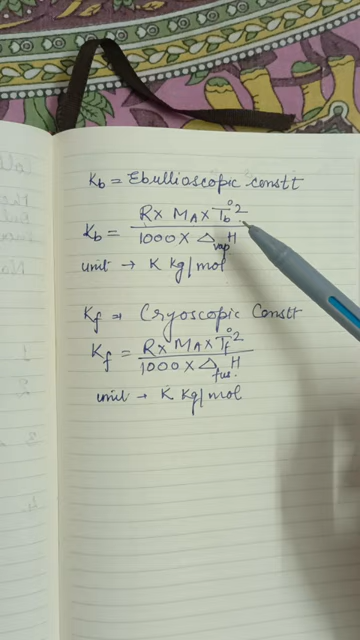 Kb = Ebullioscopic constt
Kb = R× MA× Tb°2 / 1000 × ΔvapH
unit → K Kg/mol
Kf → Cryoscopic Constt
Kf = R× MA× Tf°2 / 1000 × Δfus.H
unit → K Kg/mol